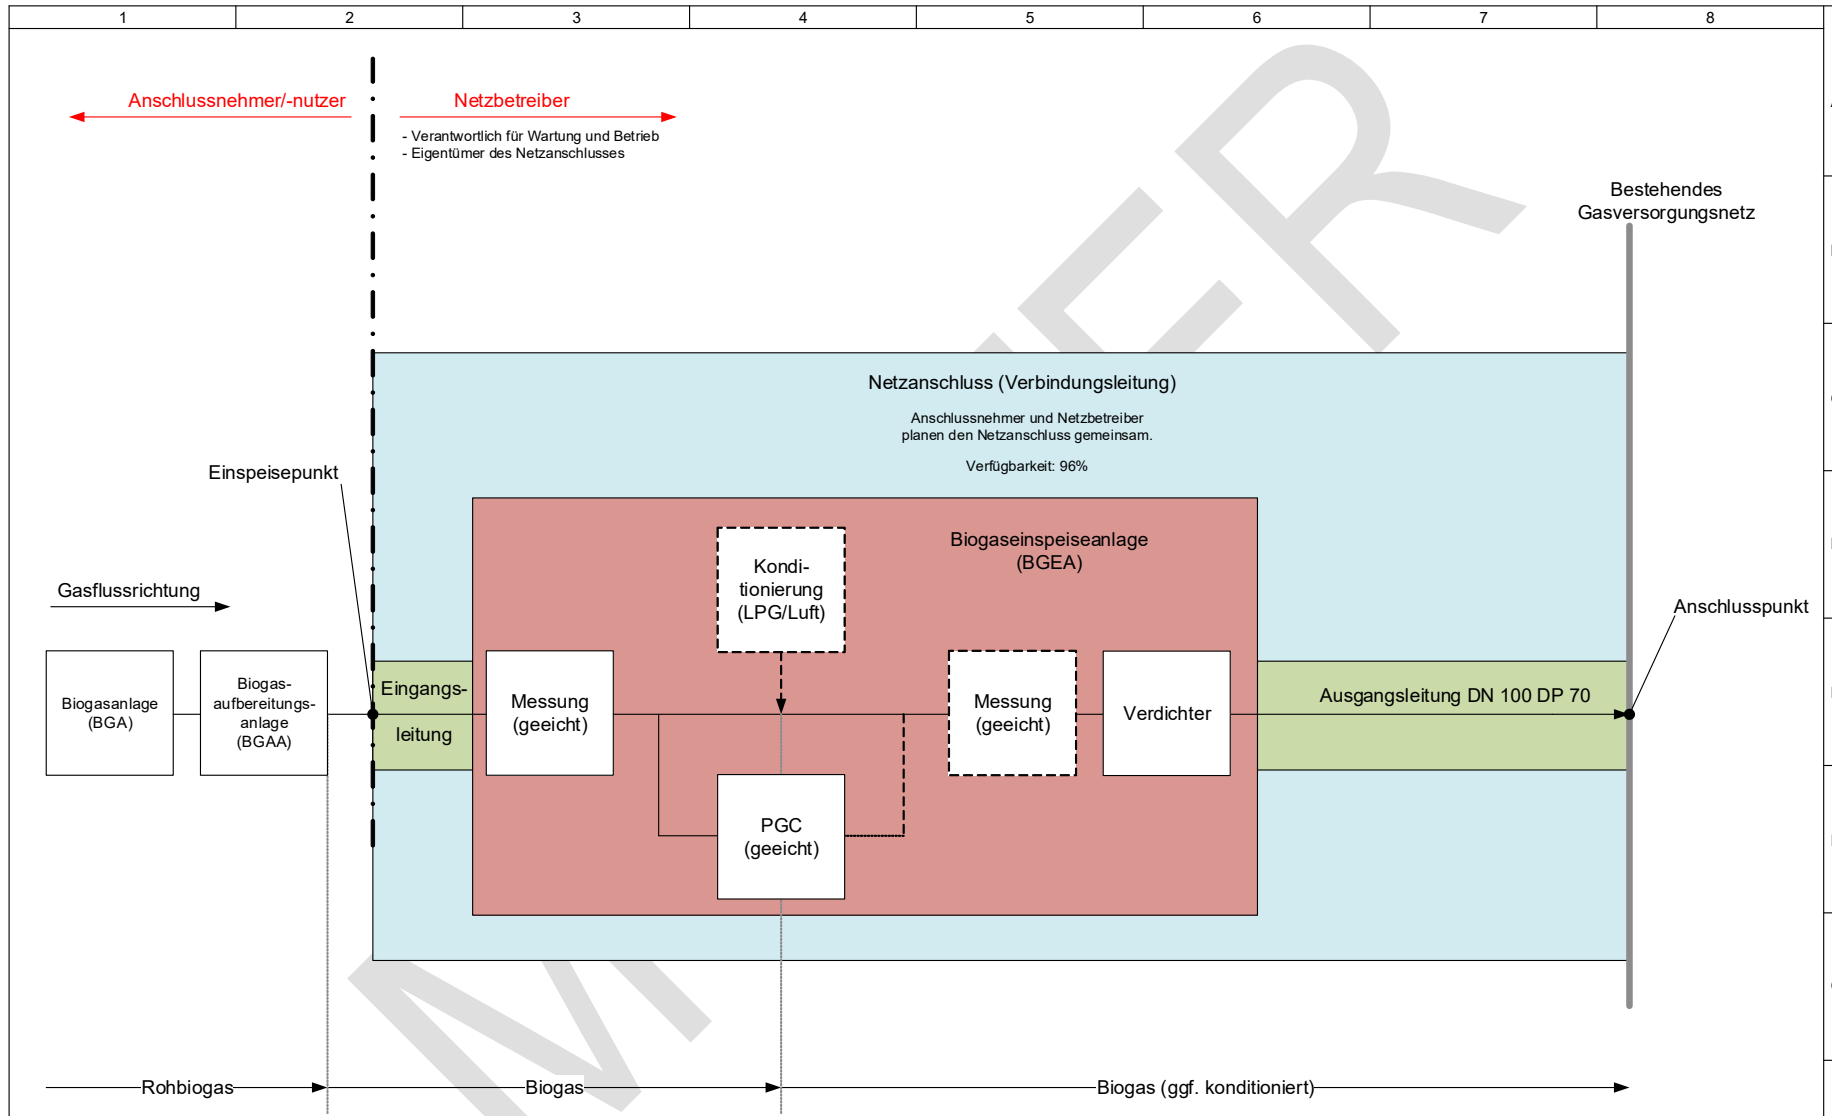 1 2 3 4 5 6 7 8
Anschlussnehmer/-nutzer
Netzbetreiber
- Verantwortlich für Wartung und Betrieb
- Eigentümer des Netzanschlusses
Bestehendes
Gasversorgungsnetz
Netzanschluss (Verbindungsleitung)
Anschlussnehmer und Netzbetreiber
planen den Netzanschluss gemeinsam.
Verfügbarkeit: 96%
Einspeisepunkt
Biogaseinspeiseanlage
(BGEA)
Kondi-
tionierung
(LPG/Luft)
Gasflussrichtung
Anschlusspunkt
Biogasanlage
(BGA)
Biogas-
aufbereitungs-
anlage
(BGAA)
Eingangs-
leitung
Messung
(geeicht)
Messung
(geeicht)
Verdichter
Ausgangsleitung DN 100 DP 70
PGC
(geeicht)
Rohbiogas
Biogas
Biogas (ggf. konditioniert)